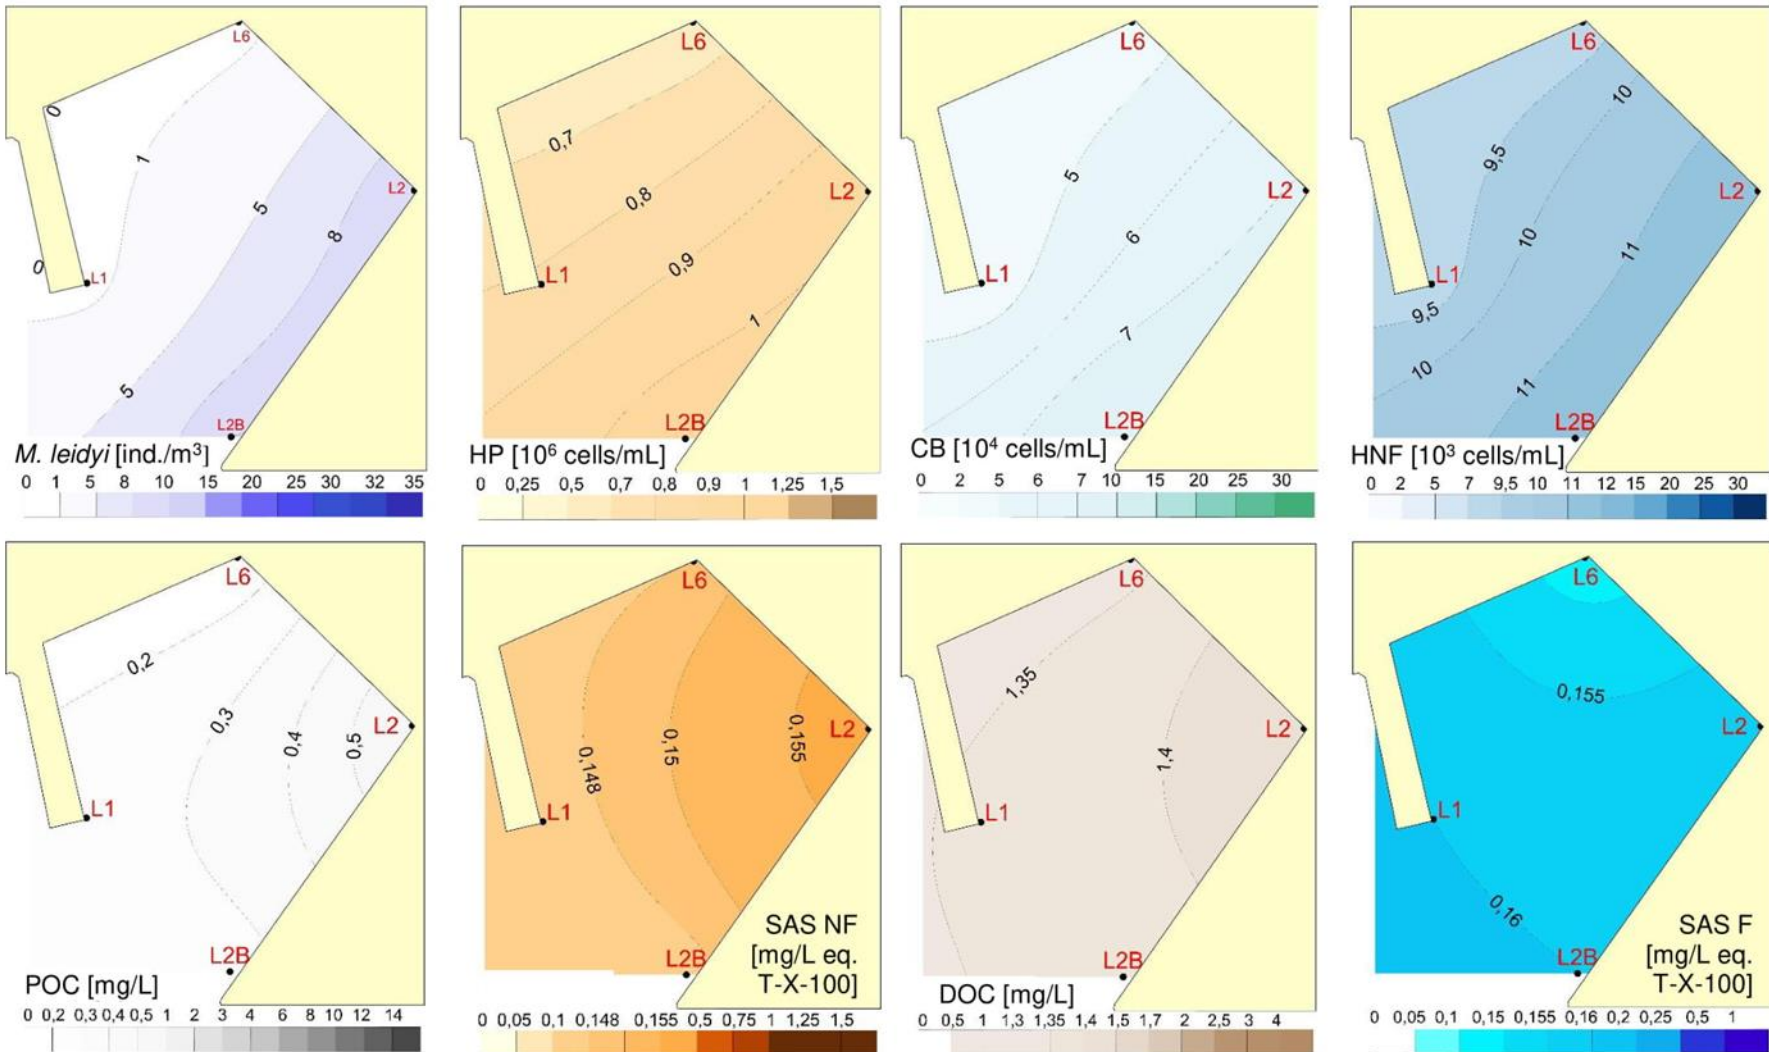 L6
0
1
5
L2
8
0
L1
5
L2B
M. leidyi [ind./m³]
0 1 5 8 10 15 20 25 30 32 35
L6
0,7
0,8
L2
0,9
L1
1
L2B
HP [10⁶ cells/mL]
0 0,25 0,5 0,7 0,8 0,9 1 1,25 1,5
L6
5
L2
6
L1
7
L2B
CB [10⁴ cells/mL]
0 2 5 6 7 10 15 20 25 30
L6
10
9,5
L2
10
11
L1
9,5
10
11
L2B
HNF [10³ cells/mL]
0 2 5 7 9,5 10 11 12 15 20 25 30
L6
0,2
0,3
L2
0,4
0,5
L1
L2B
POC [mg/L]
0 0,2 0,3 0,4 0,5 1 2 3 4 6 8 10 12 14
L6
L2
0,155
0,15
0,148
L1
SAS NF
[mg/L eq.
T-X-100]
L2B
0 0,05 0,1 0,148 0,155 0,5 0,75 1 1,25 1,5
L6
1,35
L2
1,4
L1
L2B
DOC [mg/L]
0 0,5 1 1,3 1,35 1,4 1,5 1,7 2 2,5 3 4
L6
0,155
L2
L1
0,16
SAS F
[mg/L eq.
T-X-100]
L2B
0 0,05 0,1 0,15 0,155 0,16 0,2 0,25 0,5 1